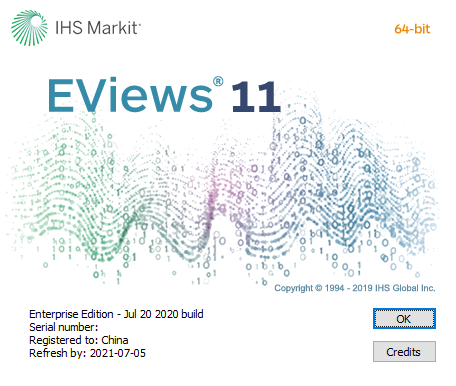 IHS Markit®
64-bit
EViews® 11
Copyright © 1994 - 2019 IHS Global Inc.
Enterprise Edition - Jul 20 2020 build
Serial number:
Registered to: China
Refresh by: 2021-07-05
OK
Credits